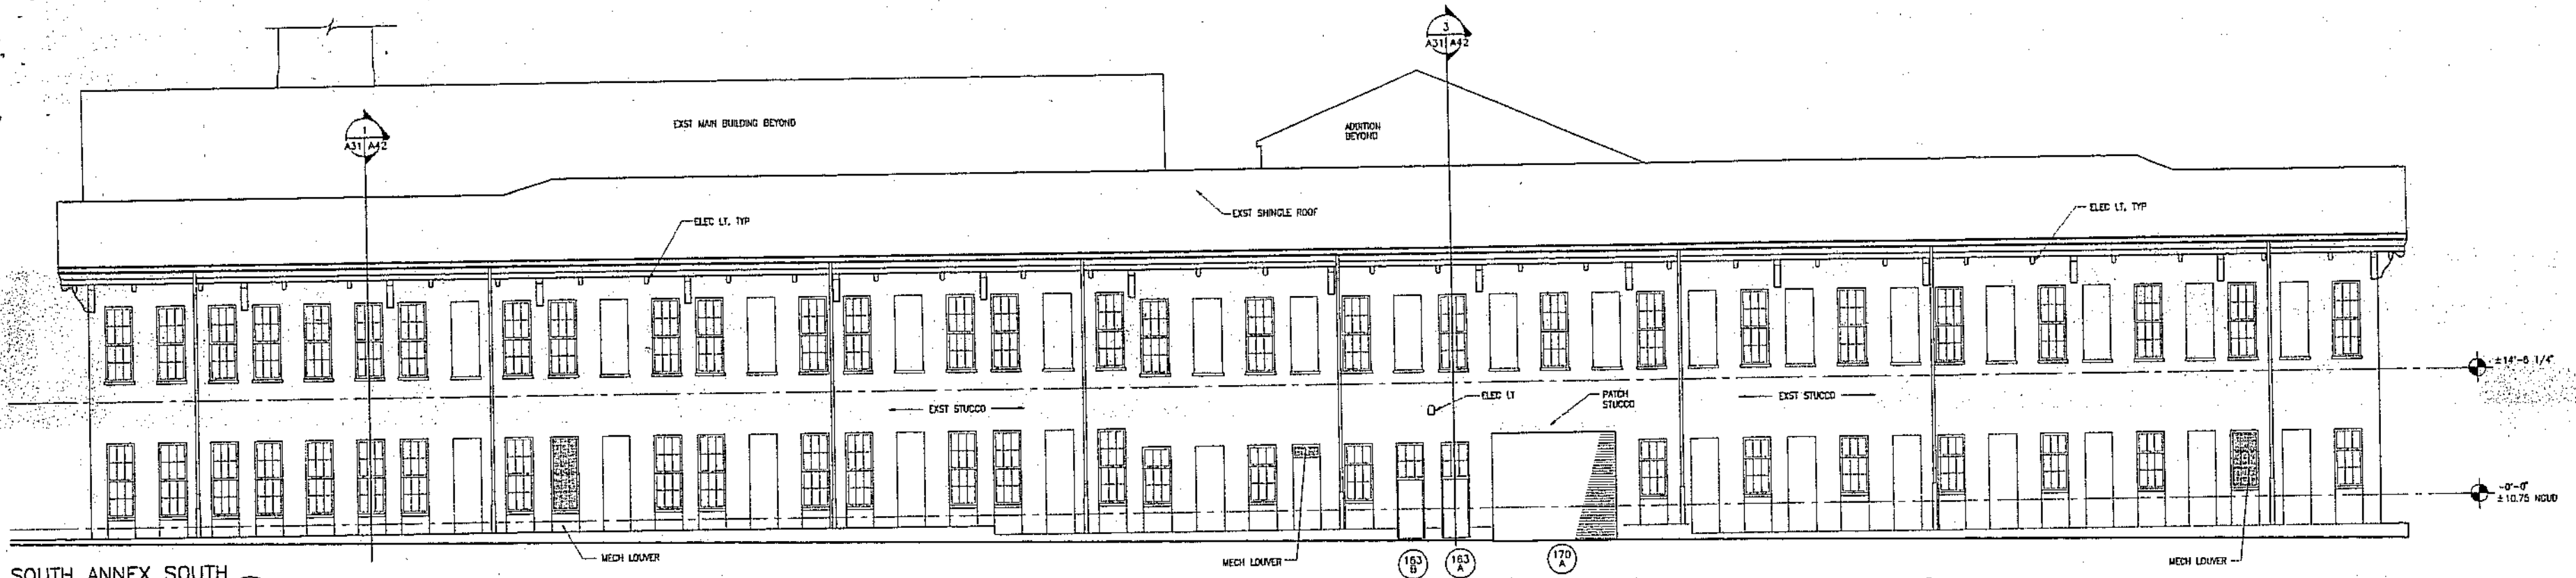 3
A31 A42
EXST MAIN BUILDING BEYOND
ADDITION
BEYOND
1
A31 A42
EXST SHINGLE ROOF
ELEC LT, TYP
ELEC LT, TYP
±14'-6 1/4"
EXST STUCCO
ELEC LT
PATCH
STUCCO
EXST STUCCO
-0'-0"
±10.75 NGVD
MECH LOUVER
MECH LOUVER
163
B
163
A
170
A
MECH LOUVER
SOUTH ANNEX SOUTH